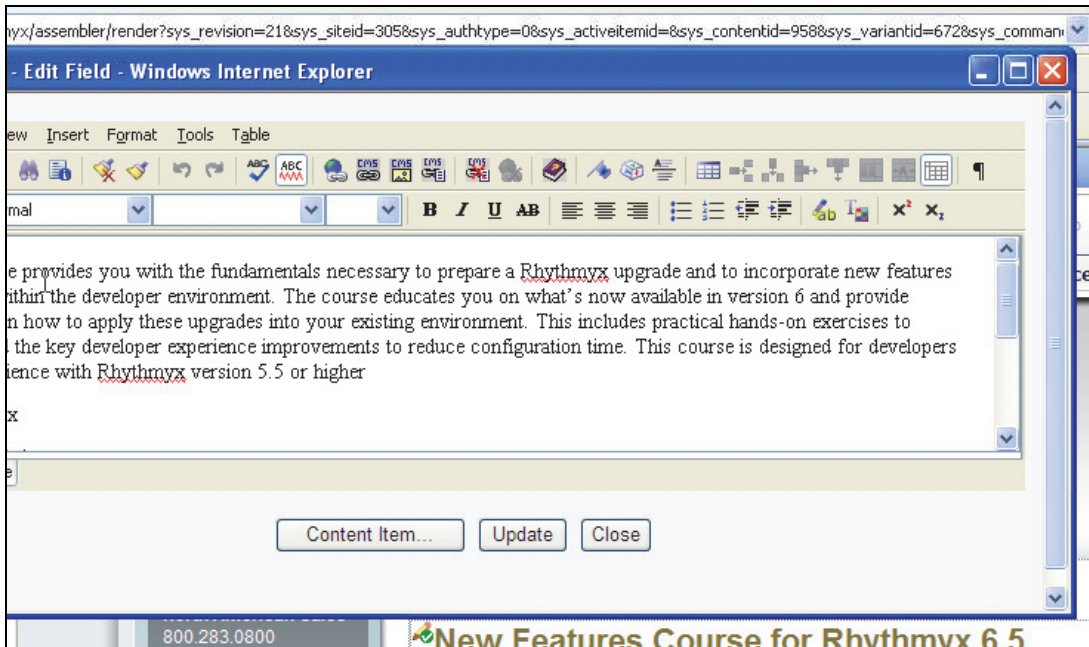 yx/assembler/render?sys_revision=21&sys_siteid=305&sys_authtype=0&sys_activeitemid=&sys_contentid=958&sys_variantid=672&sys_comman
- Edit Field - Windows Internet Explorer
ew Insert Format Tools Table
mal
B I U AB x² x₂
e provides you with the fundamentals necessary to prepare a Rhythmyx upgrade and to incorporate new features
ithin the developer environment. The course educates you on what's now available in version 6 and provide
n how to apply these upgrades into your existing environment. This includes practical hands-on exercises to
the key developer experience improvements to reduce configuration time. This course is designed for developers
ience with Rhythmyx version 5.5 or higher
x
Content Item... Update Close
800.283.0800
New Features Course for Rhythmyx 6.5